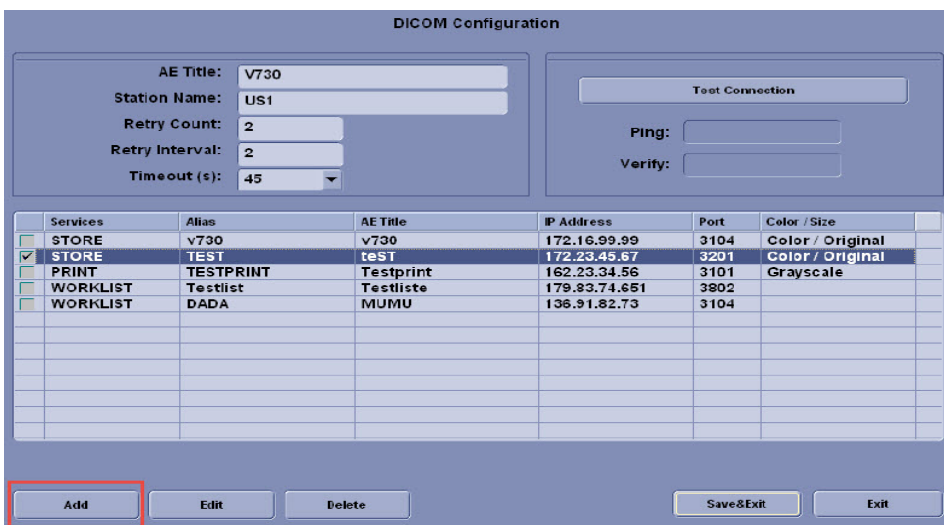 DICOM Configuration
AE Title: V730
Station Name: US1
Retry Count: 2
Retry Interval: 2
Timeout (s): 45
Test Connection
Ping:
Verify:
Services Alias AE Title IP Address Port Color / Size
STORE v730 v730 172.16.99.99 3104 Color / Original
STORE TEST teST 172.23.45.67 3201 Color / Original
PRINT TESTPRINT Testprint 162.23.34.56 3101 Grayscale
WORKLIST Testlist Testliste 179.83.74.651 3802
WORKLIST DADA MUMU 136.91.82.73 3104
Add Edit Delete Save&Exit Exit